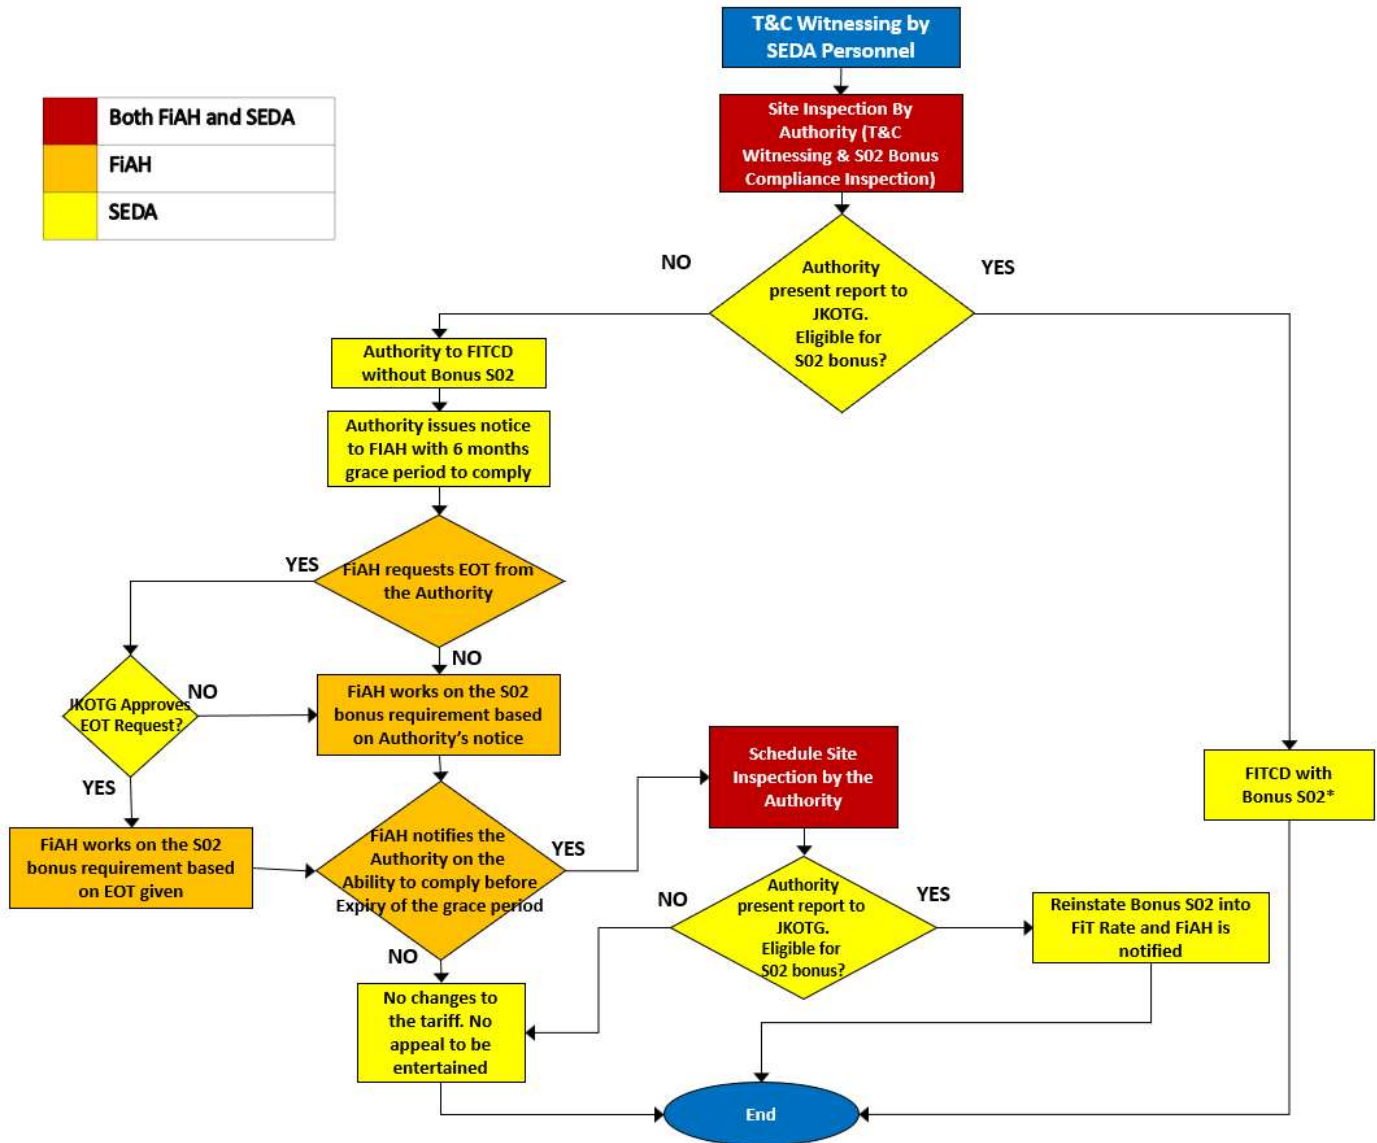 T&C Witnessing by
SEDA Personnel
Both FiAH and SEDA
FiAH
SEDA
Site Inspection By
Authority (T&C
Witnessing & S02 Bonus
Compliance Inspection)
NO
YES
Authority
present report to
JKOTG.
Eligible for
S02 bonus?
Authority to FITCD
without Bonus S02
Authority issues notice
to FIAH with 6 months
grace period to comply
YES
FiAH requests EOT from
the Authority
NO
JKOTG Approves
EOT Request?
NO
FiAH works on the S02
bonus requirement based
on Authority's notice
YES
FiAH works on the S02
bonus requirement based
on EOT given
FiAH notifies the
Authority on the
Ability to comply before
Expiry of the grace period
YES
NO
Schedule Site
Inspection by the
Authority
FITCD with
Bonus S02*
NO
Authority
present report to
JKOTG.
Eligible for
S02 bonus?
YES
Reinstate Bonus S02 into
FiT Rate and FiAH is
notified
No changes to
the tariff. No
appeal to be
entertained
End